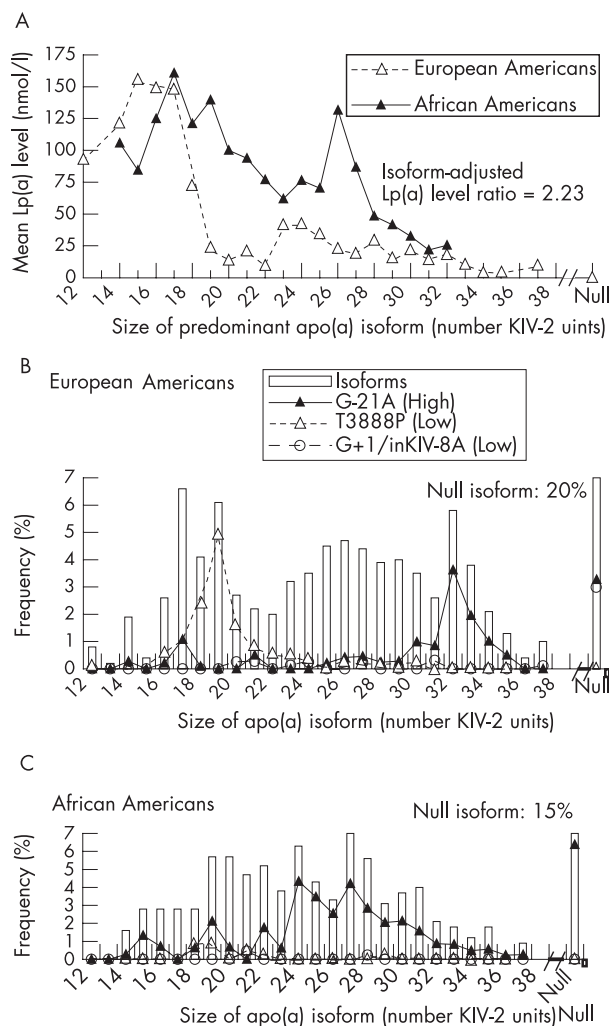 A
Mean Lp(a) level (nmol/l)
175
150
125
100
75
50
25
0
European Americans
African Americans
Isoform-adjusted
Lp(a) level ratio = 2.23
12 14 16 18 20 22 24 26 28 30 32 34 36 38 Null
Size of predominant apo(a) isoform (number KIV-2 uints)
B
European Americans
Isoforms
G-21A (High)
T3888P (Low)
G+1/inKIV-8A (Low)
Null isoform: 20%
Frequency (%)
7
6
5
4
3
2
1
0
12 14 16 18 20 22 24 26 28 30 32 34 36 38 Null
Size of apo(a) isoform (number KIV-2 units)
C
African Americans
Null isoform: 15%
Frequency (%)
7
6
5
4
3
2
1
0
12 14 16 18 20 22 24 26 28 30 32 34 36 38 Null
Size of apo(a) isoform (number KIV-2 units) Null